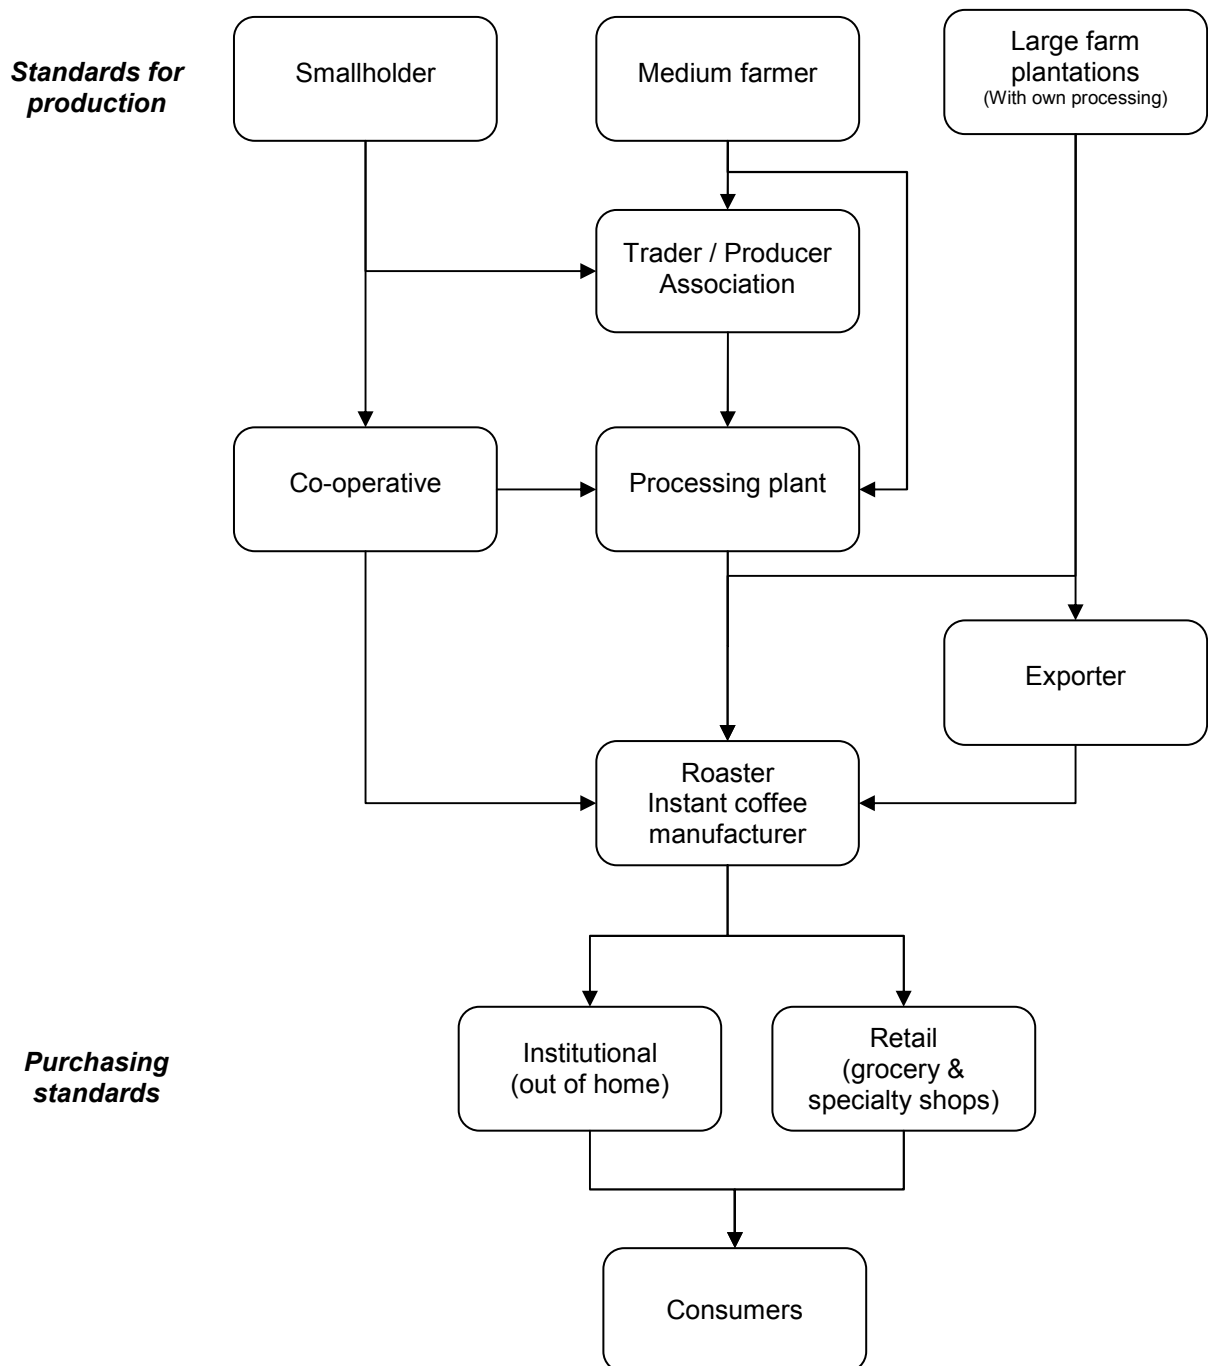 Standards for
production
Smallholder
Medium farmer
Large farm
plantations
(With own processing)
Trader / Producer
Association
Co-operative
Processing plant
Exporter
Roaster
Instant coffee
manufacturer
Purchasing
standards
Institutional
(out of home)
Retail
(grocery &
specialty shops)
Consumers